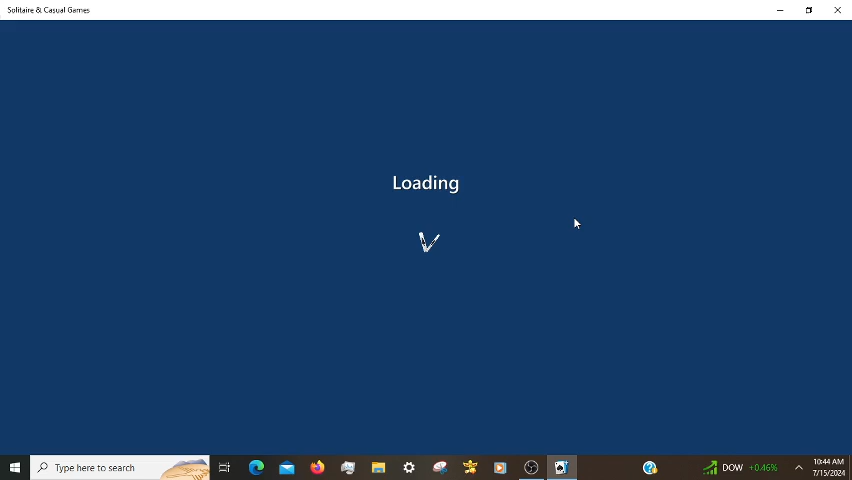 Solitaire & Casual Games
Loading
Type here to search
DOW +0.46%
10:44 AM
7/15/2024